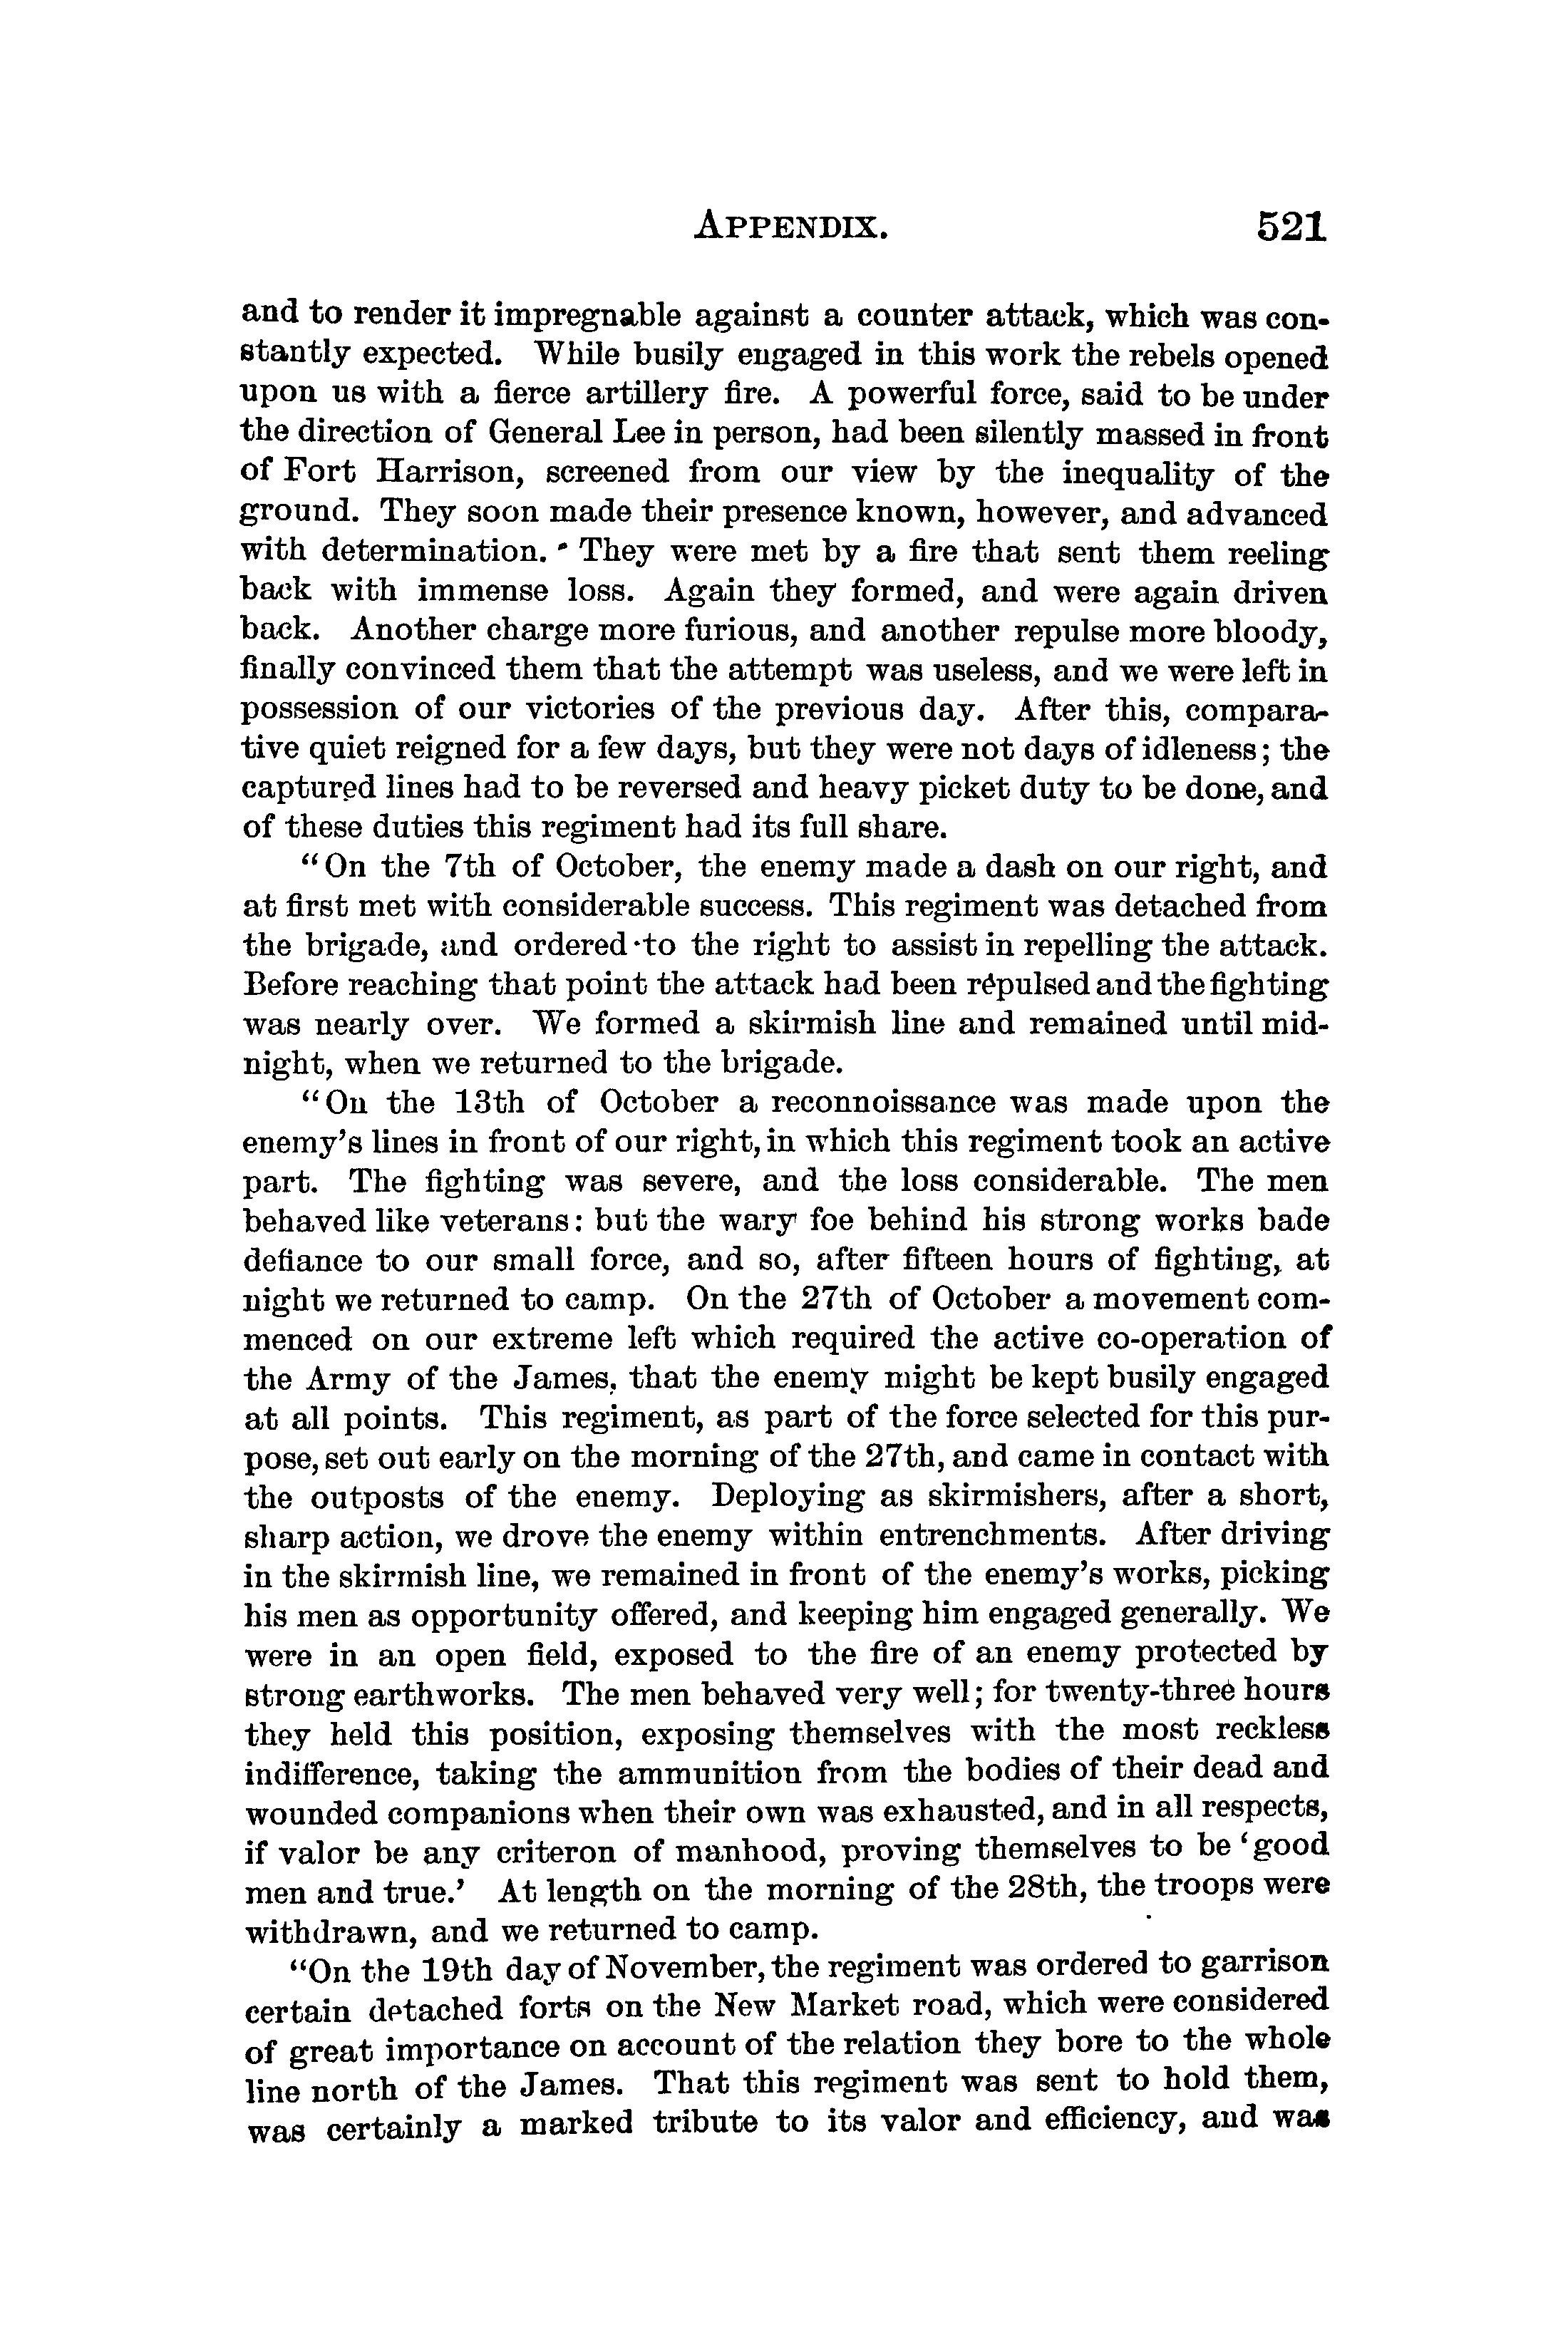 APPENDIX. 521
and to render it impregnable against a counter attack, which was con-
stantly expected. While busily engaged in this work the rebels opened
upon us with a fierce artillery fire. A powerful force, said to be under
the direction of General Lee in person, had been silently massed in front
of Fort Harrison, screened from our view by the inequality of the
ground. They soon made their presence known, however, and advanced
with determination. They were met by a fire that sent them reeling
back with immense loss. Again they formed, and were again driven
back. Another charge more furious, and another repulse more bloody,
finally convinced them that the attempt was useless, and we were left in
possession of our victories of the previous day. After this, compara-
tive quiet reigned for a few days, but they were not days of idleness; the
captured lines had to be reversed and heavy picket duty to be done, and
of these duties this regiment had its full share.
“On the 7th of October, the enemy made a dash on our right, and
at first met with considerable success. This regiment was detached from
the brigade, and ordered to the right to assist in repelling the attack.
Before reaching that point the attack had been repulsed and the fighting
was nearly over. We formed a skirmish line and remained until mid-
night, when we returned to the brigade.
“On the 13th of October a reconnoissance was made upon the
enemy’s lines in front of our right, in which this regiment took an active
part. The fighting was severe, and the loss considerable. The men
behaved like veterans: but the wary foe behind his strong works bade
defiance to our small force, and so, after fifteen hours of fighting, at
night we returned to camp. On the 27th of October a movement com-
menced on our extreme left which required the active co-operation of
the Army of the James, that the enemy might be kept busily engaged
at all points. This regiment, as part of the force selected for this pur-
pose, set out early on the morning of the 27th, and came in contact with
the outposts of the enemy. Deploying as skirmishers, after a short,
sharp action, we drove the enemy within entrenchments. After driving
in the skirmish line, we remained in front of the enemy’s works, picking
his men as opportunity offered, and keeping him engaged generally. We
were in an open field, exposed to the fire of an enemy protected by
strong earthworks. The men behaved very well; for twenty-three hours
they held this position, exposing themselves with the most reckless
indifference, taking the ammunition from the bodies of their dead and
wounded companions when their own was exhausted, and in all respects,
if valor be any criteron of manhood, proving themselves to be ‘good
men and true.’ At length on the morning of the 28th, the troops were
withdrawn, and we returned to camp.
“On the 19th day of November, the regiment was ordered to garrison
certain detached forts on the New Market road, which were considered
of great importance on account of the relation they bore to the whole
line north of the James. That this regiment was sent to hold them,
was certainly a marked tribute to its valor and efficiency, and was